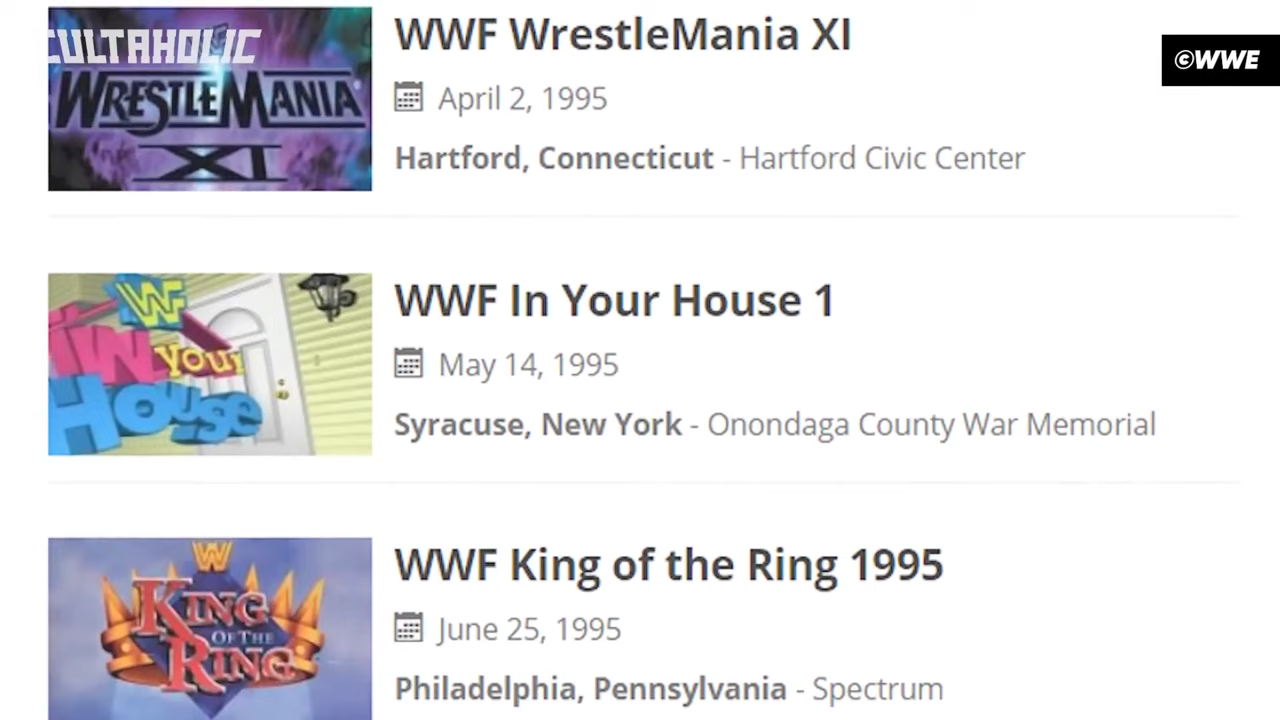 CULTAHOLIC
WRESTLEMANIA
XI
WWF WrestleMania XI
April 2, 1995
Hartford, Connecticut - Hartford Civic Center
©WWE
WF
IN your
House
WWF In Your House 1
May 14, 1995
Syracuse, New York - Onondaga County War Memorial
W
KING
OF THE
RING
WWF King of the Ring 1995
June 25, 1995
Philadelphia, Pennsylvania - Spectrum